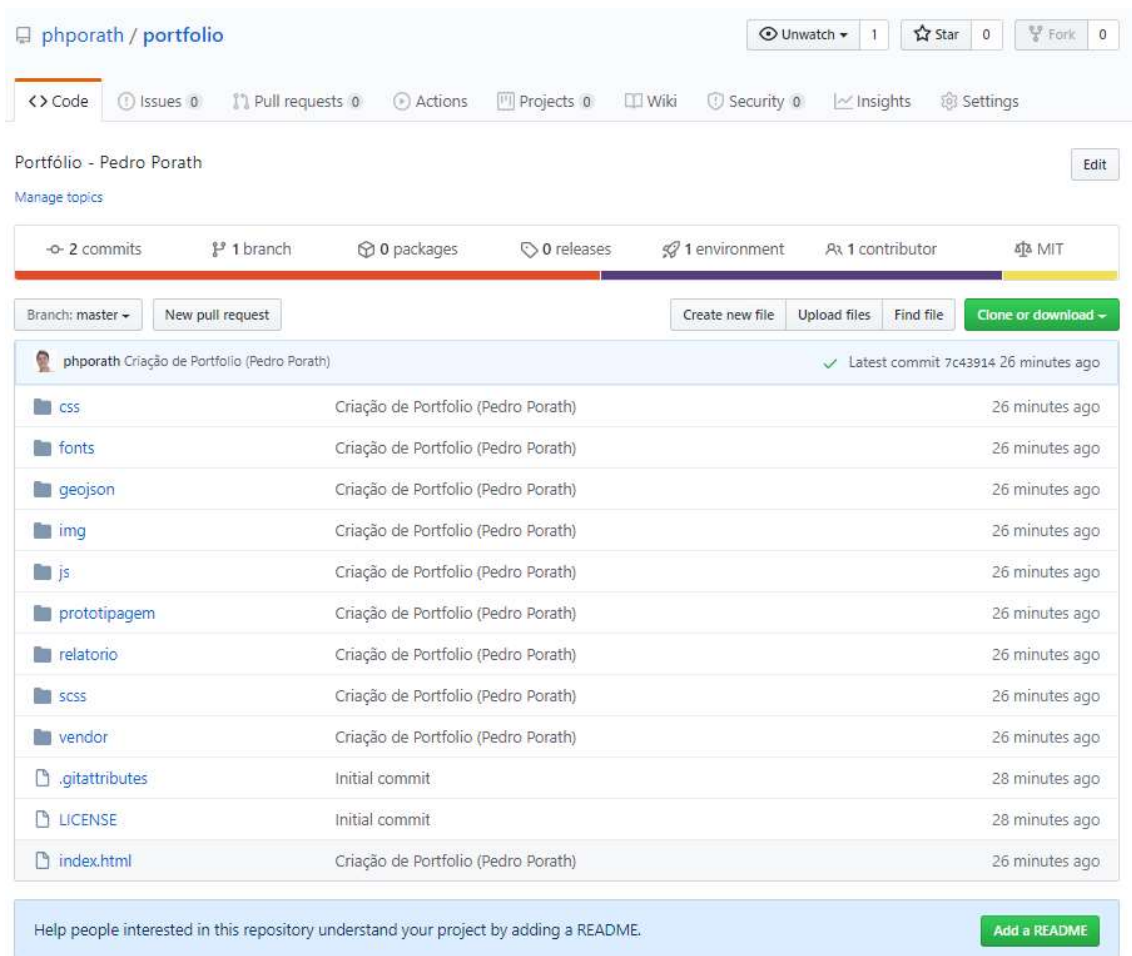 phporath / portfolio Unwatch 1 Star 0 Fork 0
Code Issues 0 Pull requests 0 Actions Projects 0 Wiki Security 0 Insights Settings
Portfólio - Pedro Porath Edit
Manage topics
2 commits 1 branch 0 packages 0 releases 1 environment 1 contributor MIT
Branch: master New pull request Create new file Upload files Find file Clone or download
phporath Criação de Portfolio (Pedro Porath) Latest commit 7c43914 26 minutes ago
css Criação de Portfolio (Pedro Porath) 26 minutes ago
fonts Criação de Portfolio (Pedro Porath) 26 minutes ago
geojson Criação de Portfolio (Pedro Porath) 26 minutes ago
img Criação de Portfolio (Pedro Porath) 26 minutes ago
js Criação de Portfolio (Pedro Porath) 26 minutes ago
prototipagem Criação de Portfolio (Pedro Porath) 26 minutes ago
relatorio Criação de Portfolio (Pedro Porath) 26 minutes ago
scss Criação de Portfolio (Pedro Porath) 26 minutes ago
vendor Criação de Portfolio (Pedro Porath) 26 minutes ago
.gitattributes Initial commit 28 minutes ago
LICENSE Initial commit 28 minutes ago
index.html Criação de Portfolio (Pedro Porath) 26 minutes ago
Help people interested in this repository understand your project by adding a README. Add a README